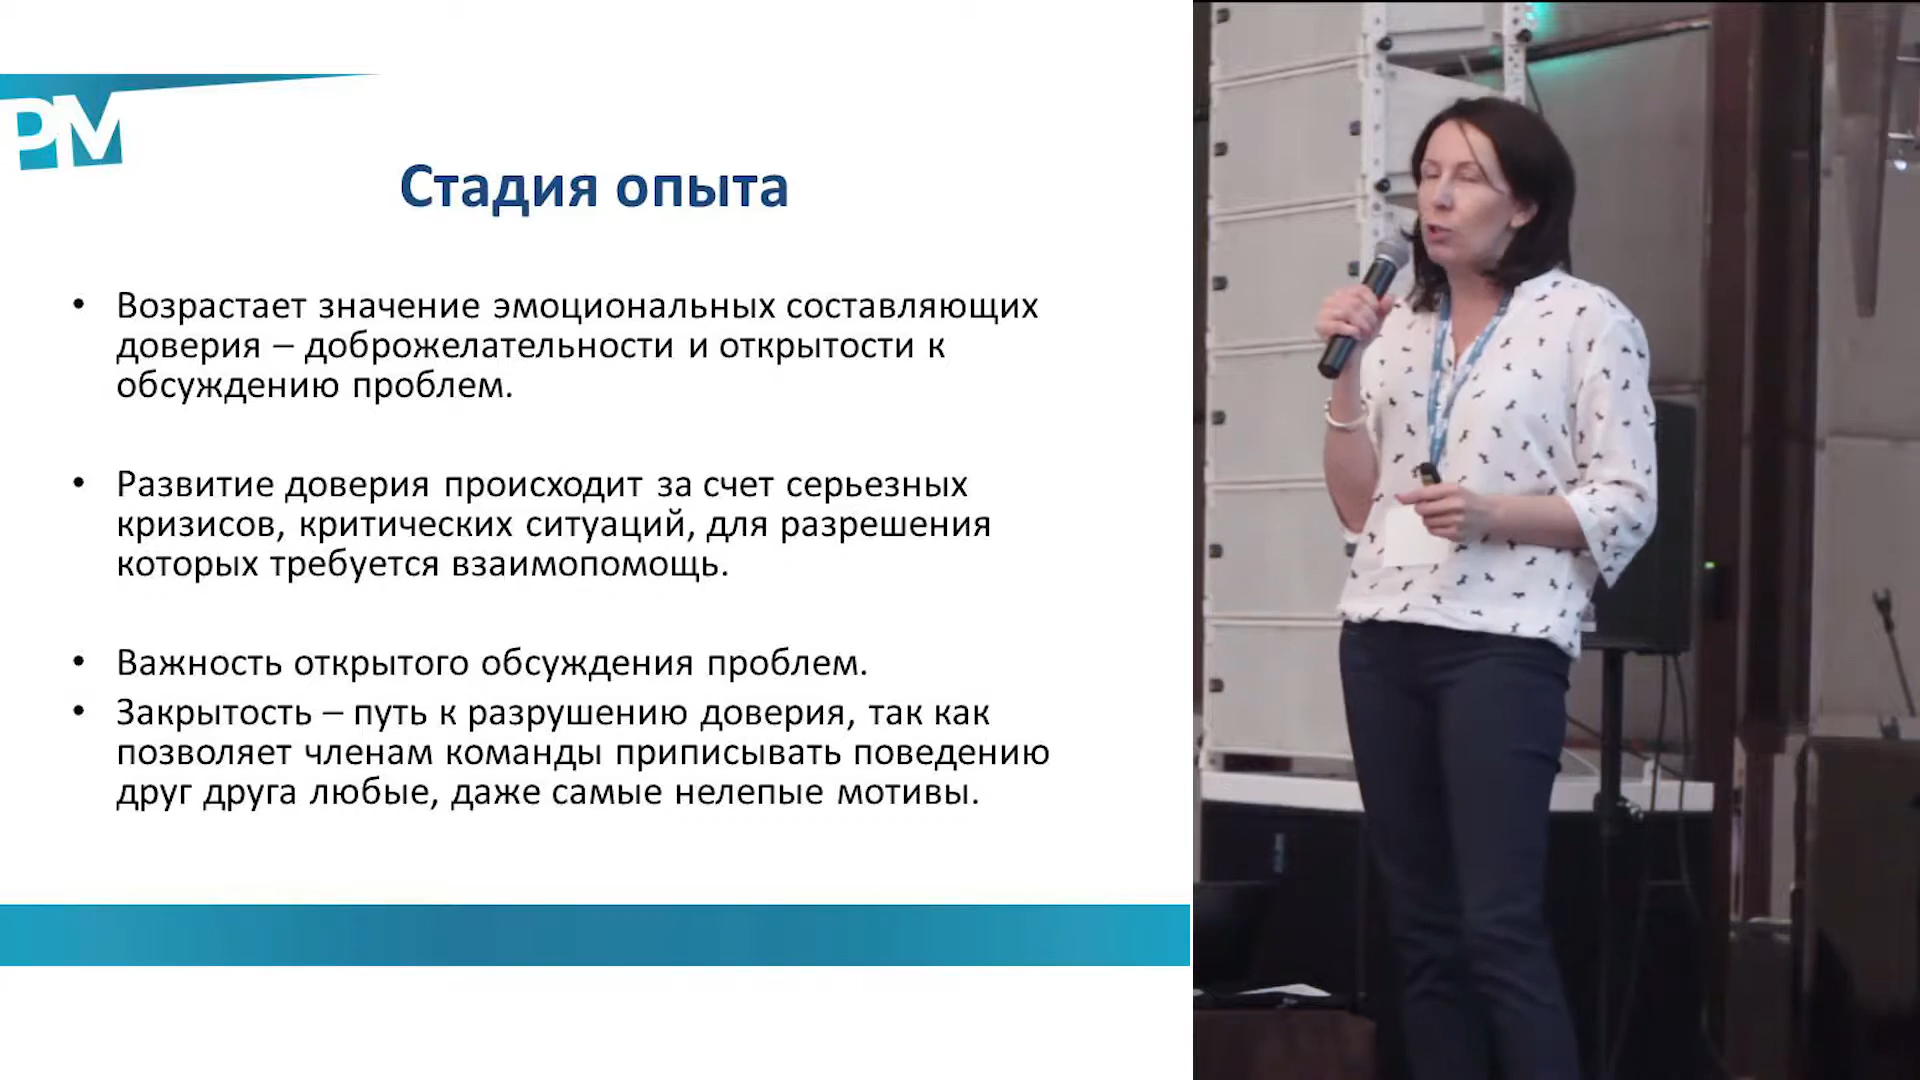 PM
Стадия опыта
• Возрастает значение эмоциональных составляющих
доверия – доброжелательности и открытости к
обсуждению проблем.
• Развитие доверия происходит за счет серьезных
кризисов, критических ситуаций, для разрешения
которых требуется взаимопомощь.
• Важность открытого обсуждения проблем.
• Закрытость – путь к разрушению доверия, так как
позволяет членам команды приписывать поведению
друг друга любые, даже самые нелепые мотивы.